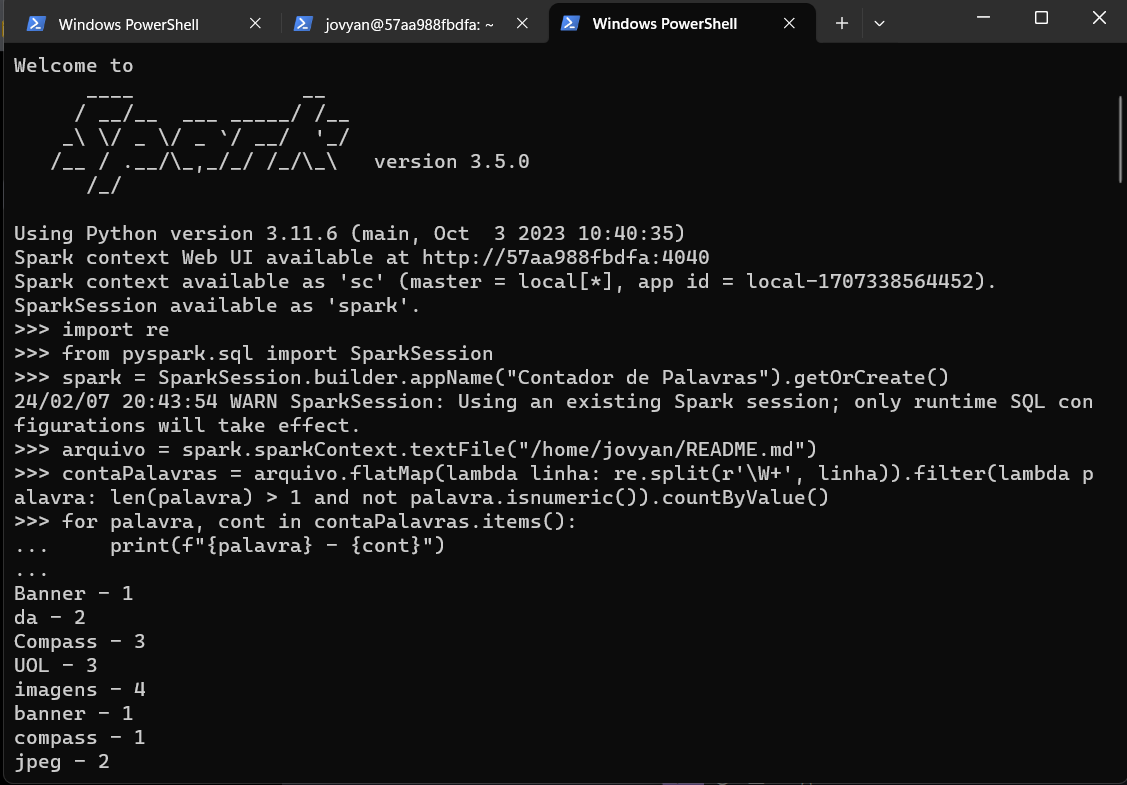 Windows PowerShell
jovyan@57aa988fbdfa: ~
Windows PowerShell
Welcome to
      ____              __
     / __/__  ___ _____/ /__
    _\ \/ _ \/ _ `/ __/  '_/
   /__ / .__/\_,_/_/ /_/\_\   version 3.5.0
      /_/
Using Python version 3.11.6 (main, Oct  3 2023 10:40:35)
Spark context Web UI available at http://57aa988fbdfa:4040
Spark context available as 'sc' (master = local[*], app id = local-1707338564452).
SparkSession available as 'spark'.
>>> import re
>>> from pyspark.sql import SparkSession
>>> spark = SparkSession.builder.appName("Contador de Palavras").getOrCreate()
24/02/07 20:43:54 WARN SparkSession: Using an existing Spark session; only runtime SQL con
figurations will take effect.
>>> arquivo = spark.sparkContext.textFile("/home/jovyan/README.md")
>>> contaPalavras = arquivo.flatMap(lambda linha: re.split(r'\W+', linha)).filter(lambda p
alavra: len(palavra) > 1 and not palavra.isnumeric()).countByValue()
>>> for palavra, cont in contaPalavras.items():
...     print(f"{palavra} - {cont}")
...
Banner - 1
da - 2
Compass - 3
UOL - 3
imagens - 4
banner - 1
compass - 1
jpeg - 2